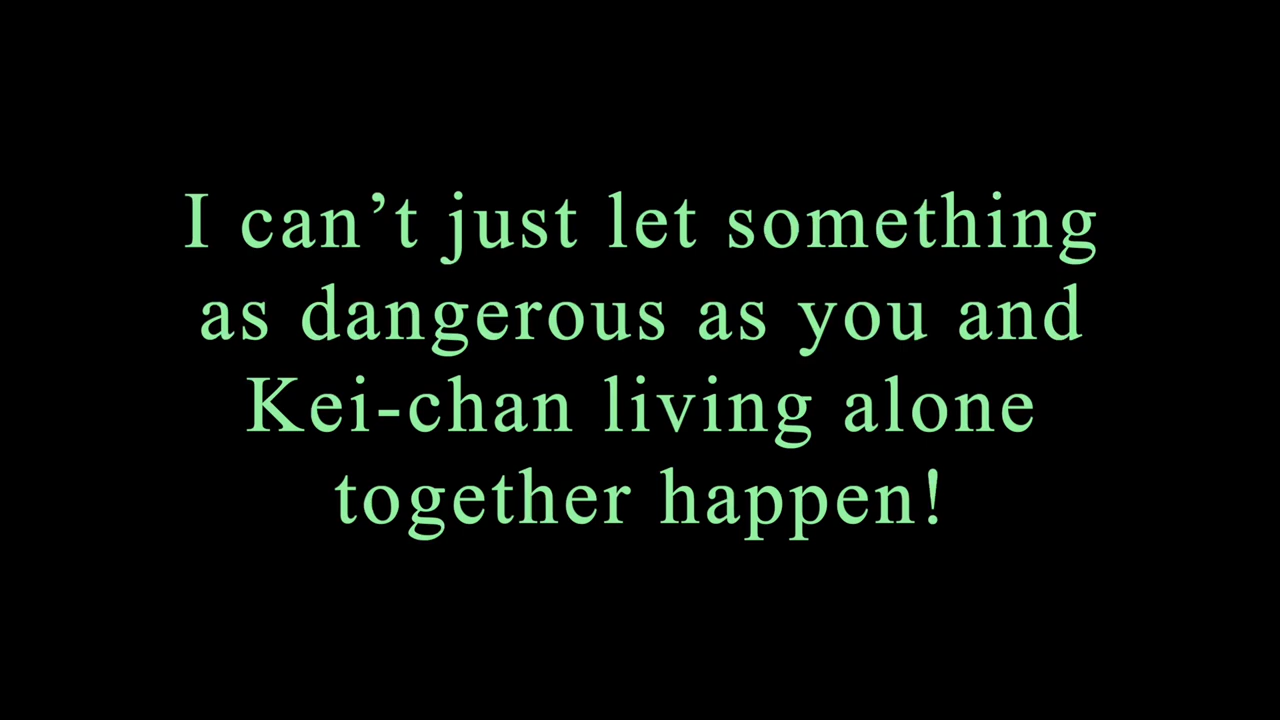 I can’t just let something
as dangerous as you and
Kei-chan living alone
together happen!